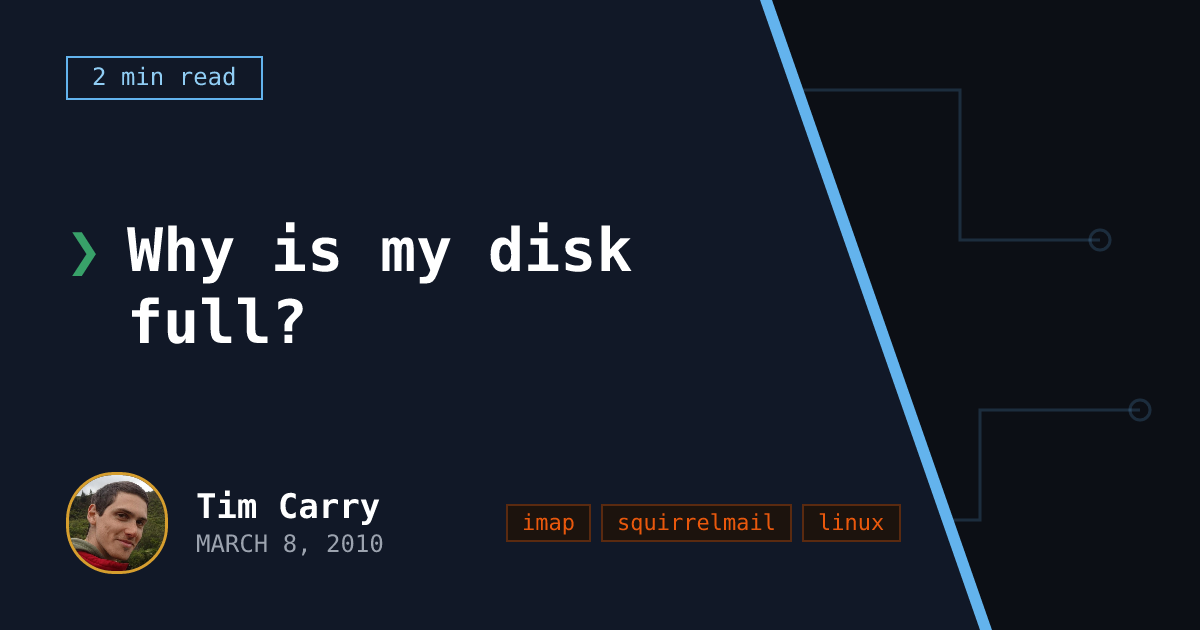 2 min read
❯ Why is my disk
full?
Tim Carry
MARCH 8, 2010
imap squirrelmail linux